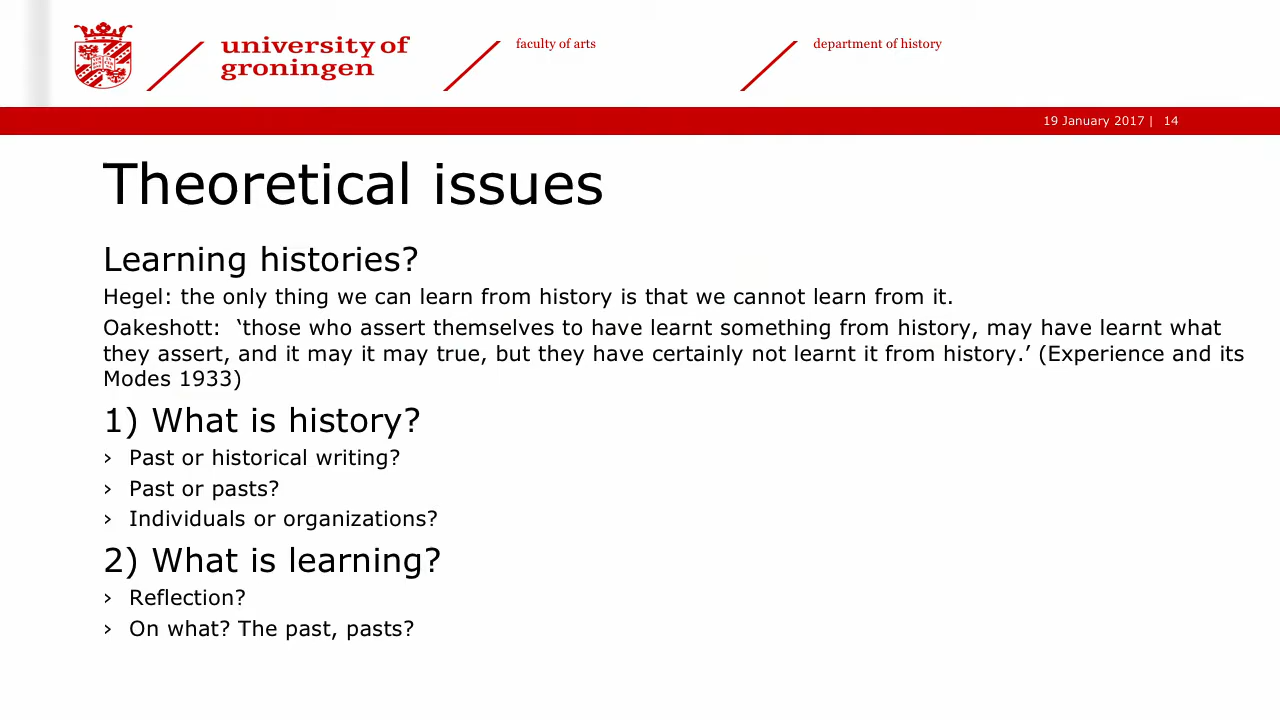 university of
groningen
faculty of arts
department of history
19 January 2017 | 14
Theoretical issues
Learning histories?
Hegel: the only thing we can learn from history is that we cannot learn from it.
Oakeshott: ‘those who assert themselves to have learnt something from history, may have learnt what
they assert, and it may it may true, but they have certainly not learnt it from history.’ (Experience and its
Modes 1933)
1) What is history?
› Past or historical writing?
› Past or pasts?
› Individuals or organizations?
2) What is learning?
› Reflection?
› On what? The past, pasts?